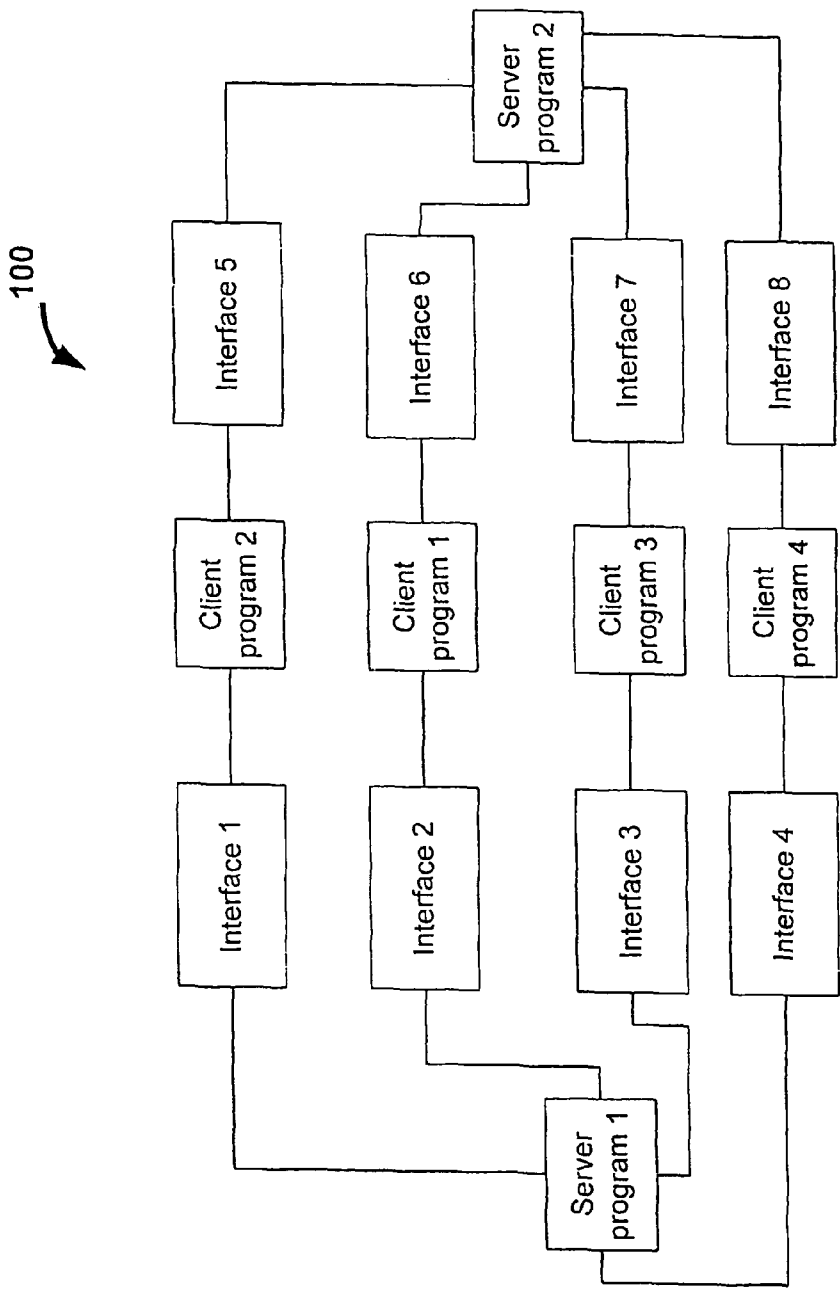 100
Interface 1
Client
program 2
Interface 5
Interface 2
Client
program 1
Interface 6
Server
program 1
Server
program 2
Interface 3
Client
program 3
Interface 7
Interface 4
Client
program 4
Interface 8